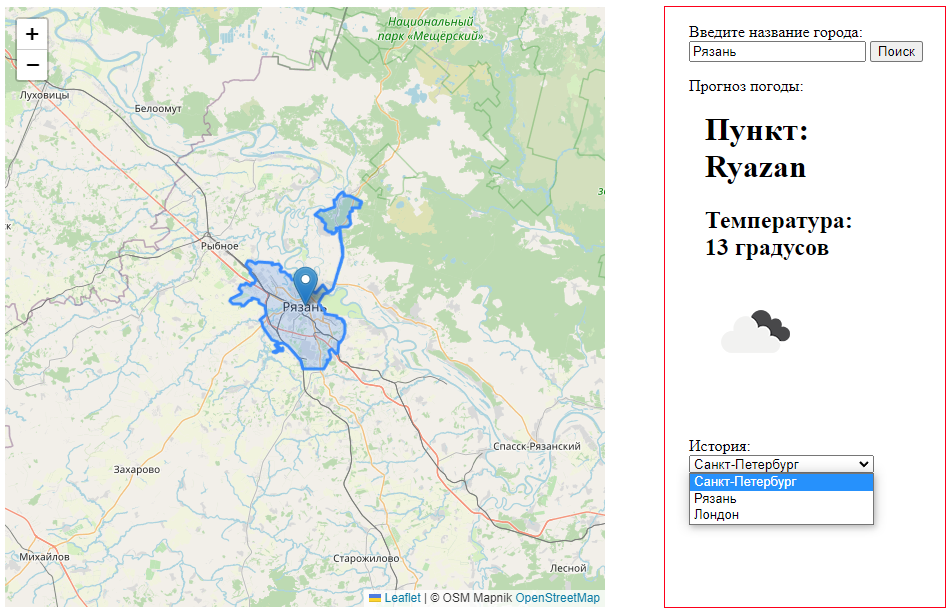 +
−
Национальный
парк «Мещёрский»
Луховицы
Белоомут
Рыбное
Рязань
Спасск-Рязанский
Захарово
Михайлов
Старожилово
Лесной
Leaflet | © OSM Mapnik OpenStreetMap
Введите название города:
Рязань Поиск
Прогноз погоды:
Пункт:
Ryazan
Температура:
13 градусов
История:
Санкт-Петербург
Санкт-Петербург
Рязань
Лондон